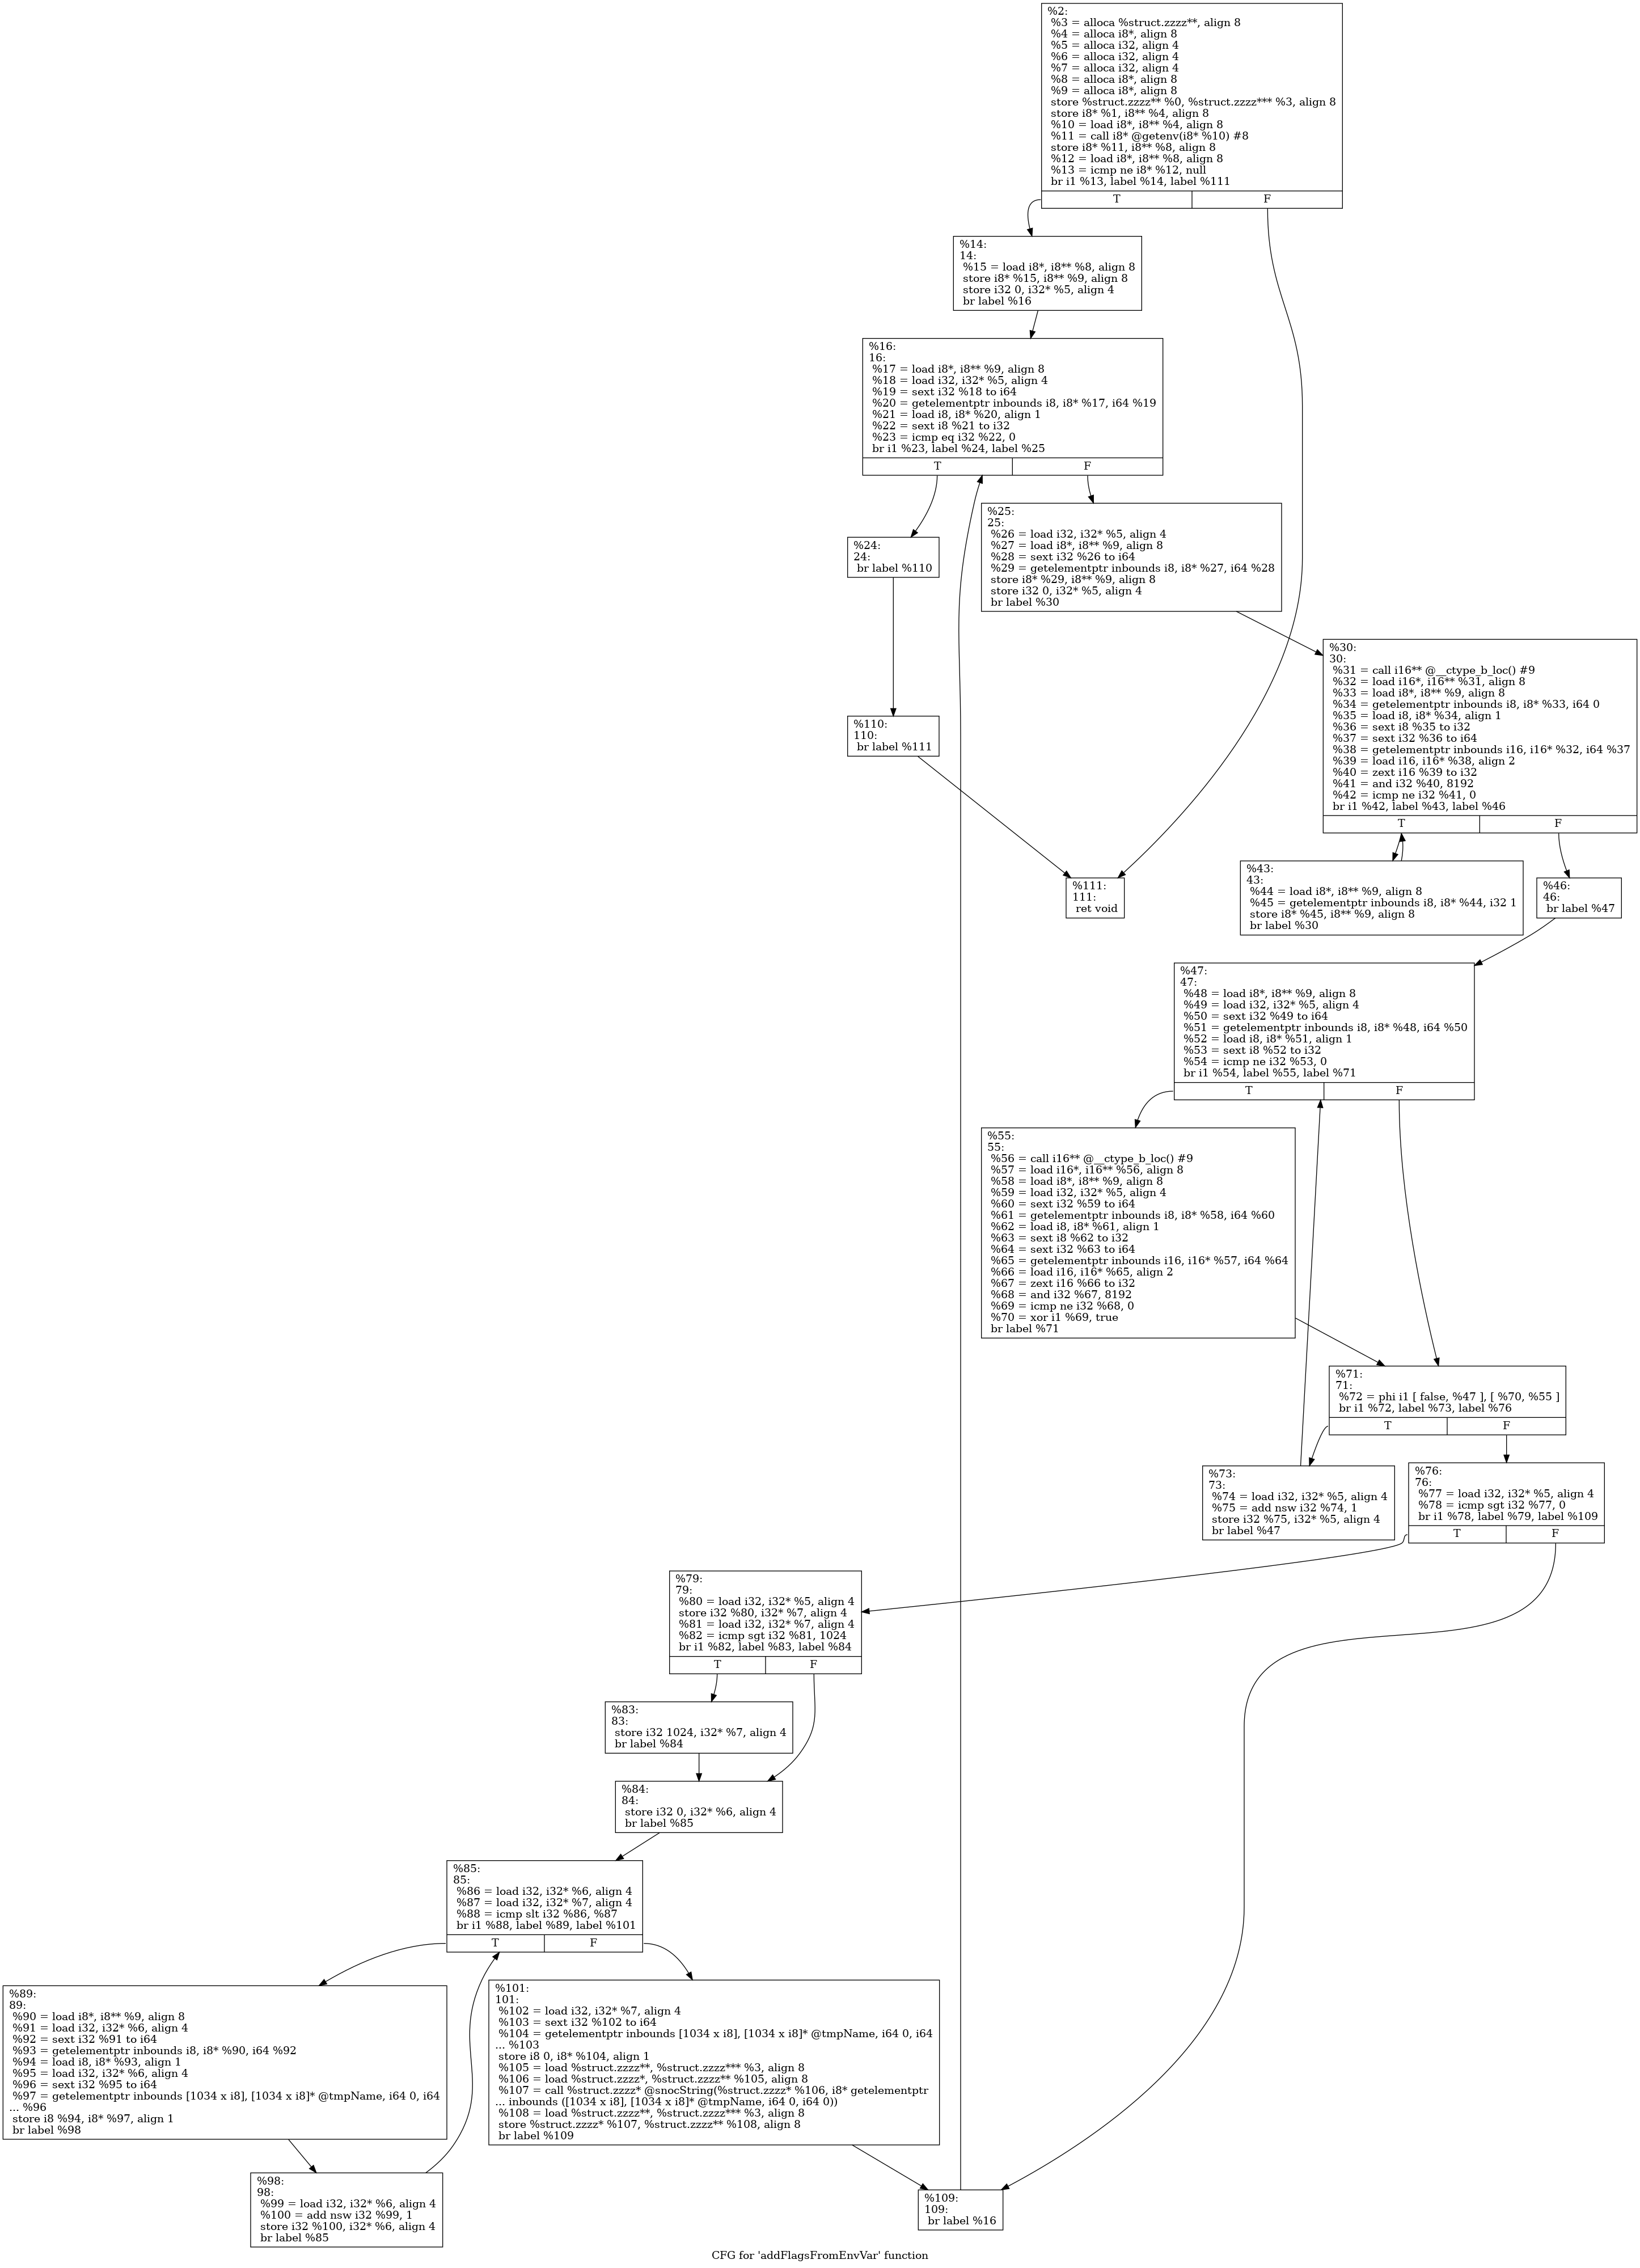 %2:
%3 = alloca %struct.zzzz**, align 8
%4 = alloca i8*, align 8
%5 = alloca i32, align 4
%6 = alloca i32, align 4
%7 = alloca i32, align 4
%8 = alloca i8*, align 8
%9 = alloca i8*, align 8
store %struct.zzzz** %0, %struct.zzzz*** %3, align 8
store i8* %1, i8** %4, align 8
%10 = load i8*, i8** %4, align 8
%11 = call i8* @getenv(i8* %10) #8
store i8* %11, i8** %8, align 8
%12 = load i8*, i8** %8, align 8
%13 = icmp ne i8* %12, null
br i1 %13, label %14, label %111
T F
%14:
14:
%15 = load i8*, i8** %8, align 8
store i8* %15, i8** %9, align 8
store i32 0, i32* %5, align 4
br label %16
%16:
16:
%17 = load i8*, i8** %9, align 8
%18 = load i32, i32* %5, align 4
%19 = sext i32 %18 to i64
%20 = getelementptr inbounds i8, i8* %17, i64 %19
%21 = load i8, i8* %20, align 1
%22 = sext i8 %21 to i32
%23 = icmp eq i32 %22, 0
br i1 %23, label %24, label %25
T F
%24:
24:
br label %110
%25:
25:
%26 = load i32, i32* %5, align 4
%27 = load i8*, i8** %9, align 8
%28 = sext i32 %26 to i64
%29 = getelementptr inbounds i8, i8* %27, i64 %28
store i8* %29, i8** %9, align 8
store i32 0, i32* %5, align 4
br label %30
%30:
30:
%31 = call i16** @__ctype_b_loc() #9
%32 = load i16*, i16** %31, align 8
%33 = load i8*, i8** %9, align 8
%34 = getelementptr inbounds i8, i8* %33, i64 0
%35 = load i8, i8* %34, align 1
%36 = sext i8 %35 to i32
%37 = sext i32 %36 to i64
%38 = getelementptr inbounds i16, i16* %32, i64 %37
%39 = load i16, i16* %38, align 2
%40 = zext i16 %39 to i32
%41 = and i32 %40, 8192
%42 = icmp ne i32 %41, 0
br i1 %42, label %43, label %46
T F
%110:
110:
br label %111
%111:
111:
ret void
%43:
43:
%44 = load i8*, i8** %9, align 8
%45 = getelementptr inbounds i8, i8* %44, i32 1
store i8* %45, i8** %9, align 8
br label %30
%46:
46:
br label %47
%47:
47:
%48 = load i8*, i8** %9, align 8
%49 = load i32, i32* %5, align 4
%50 = sext i32 %49 to i64
%51 = getelementptr inbounds i8, i8* %48, i64 %50
%52 = load i8, i8* %51, align 1
%53 = sext i8 %52 to i32
%54 = icmp ne i32 %53, 0
br i1 %54, label %55, label %71
T F
%55:
55:
%56 = call i16** @__ctype_b_loc() #9
%57 = load i16*, i16** %56, align 8
%58 = load i8*, i8** %9, align 8
%59 = load i32, i32* %5, align 4
%60 = sext i32 %59 to i64
%61 = getelementptr inbounds i8, i8* %58, i64 %60
%62 = load i8, i8* %61, align 1
%63 = sext i8 %62 to i32
%64 = sext i32 %63 to i64
%65 = getelementptr inbounds i16, i16* %57, i64 %64
%66 = load i16, i16* %65, align 2
%67 = zext i16 %66 to i32
%68 = and i32 %67, 8192
%69 = icmp ne i32 %68, 0
%70 = xor i1 %69, true
br label %71
%71:
71:
%72 = phi i1 [ false, %47 ], [ %70, %55 ]
br i1 %72, label %73, label %76
T F
%73:
73:
%74 = load i32, i32* %5, align 4
%75 = add nsw i32 %74, 1
store i32 %75, i32* %5, align 4
br label %47
%76:
76:
%77 = load i32, i32* %5, align 4
%78 = icmp sgt i32 %77, 0
br i1 %78, label %79, label %109
T F
%79:
79:
%80 = load i32, i32* %5, align 4
store i32 %80, i32* %7, align 4
%81 = load i32, i32* %7, align 4
%82 = icmp sgt i32 %81, 1024
br i1 %82, label %83, label %84
T F
%83:
83:
store i32 1024, i32* %7, align 4
br label %84
%84:
84:
store i32 0, i32* %6, align 4
br label %85
%85:
85:
%86 = load i32, i32* %6, align 4
%87 = load i32, i32* %7, align 4
%88 = icmp slt i32 %86, %87
br i1 %88, label %89, label %101
T F
%89:
89:
%90 = load i8*, i8** %9, align 8
%91 = load i32, i32* %6, align 4
%92 = sext i32 %91 to i64
%93 = getelementptr inbounds i8, i8* %90, i64 %92
%94 = load i8, i8* %93, align 1
%95 = load i32, i32* %6, align 4
%96 = sext i32 %95 to i64
%97 = getelementptr inbounds [1034 x i8], [1034 x i8]* @tmpName, i64 0, i64
... %96
store i8 %94, i8* %97, align 1
br label %98
%101:
101:
%102 = load i32, i32* %7, align 4
%103 = sext i32 %102 to i64
%104 = getelementptr inbounds [1034 x i8], [1034 x i8]* @tmpName, i64 0, i64
... %103
store i8 0, i8* %104, align 1
%105 = load %struct.zzzz**, %struct.zzzz*** %3, align 8
%106 = load %struct.zzzz*, %struct.zzzz** %105, align 8
%107 = call %struct.zzzz* @snocString(%struct.zzzz* %106, i8* getelementptr
... inbounds ([1034 x i8], [1034 x i8]* @tmpName, i64 0, i64 0))
%108 = load %struct.zzzz**, %struct.zzzz*** %3, align 8
store %struct.zzzz* %107, %struct.zzzz** %108, align 8
br label %109
%98:
98:
%99 = load i32, i32* %6, align 4
%100 = add nsw i32 %99, 1
store i32 %100, i32* %6, align 4
br label %85
%109:
109:
br label %16
CFG for 'addFlagsFromEnvVar' function